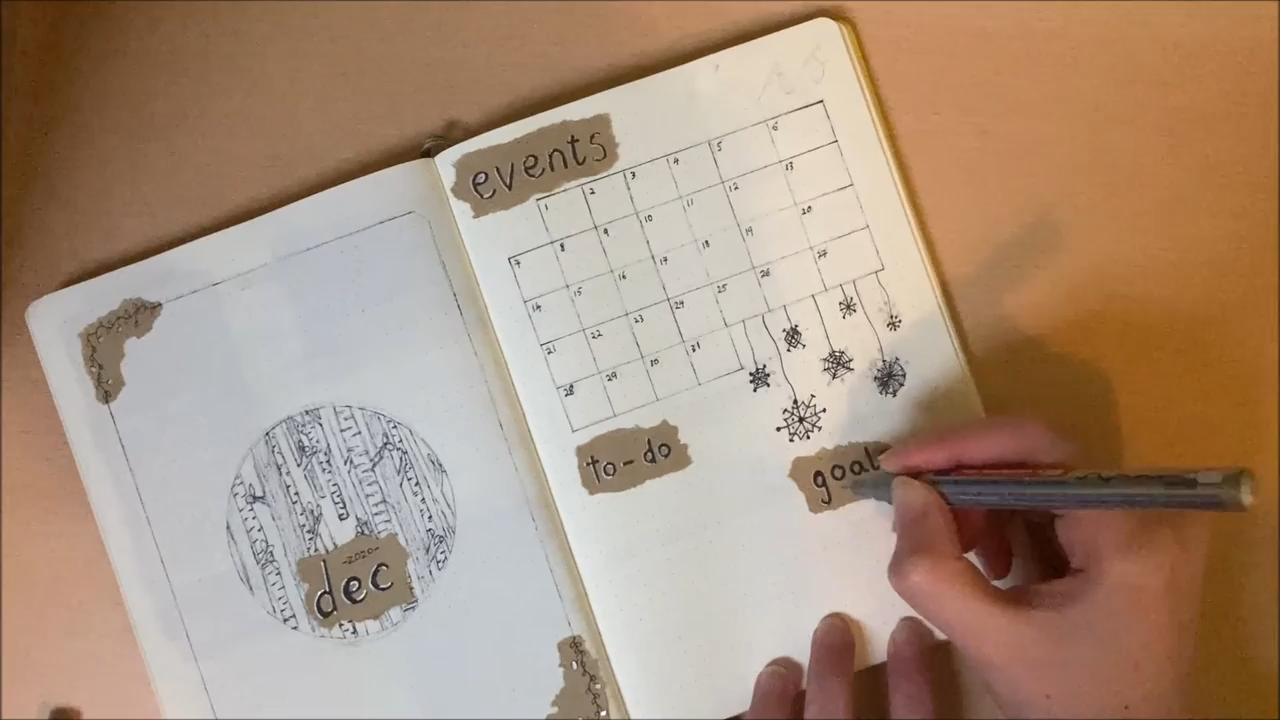 -2020-
dec
events
1 2 3 4 5 6
7 8 9 10 11 12 13
14 15 16 17 18 19 20
21 22 23 24 25 26 27
28 29 30 31
to-do
goal